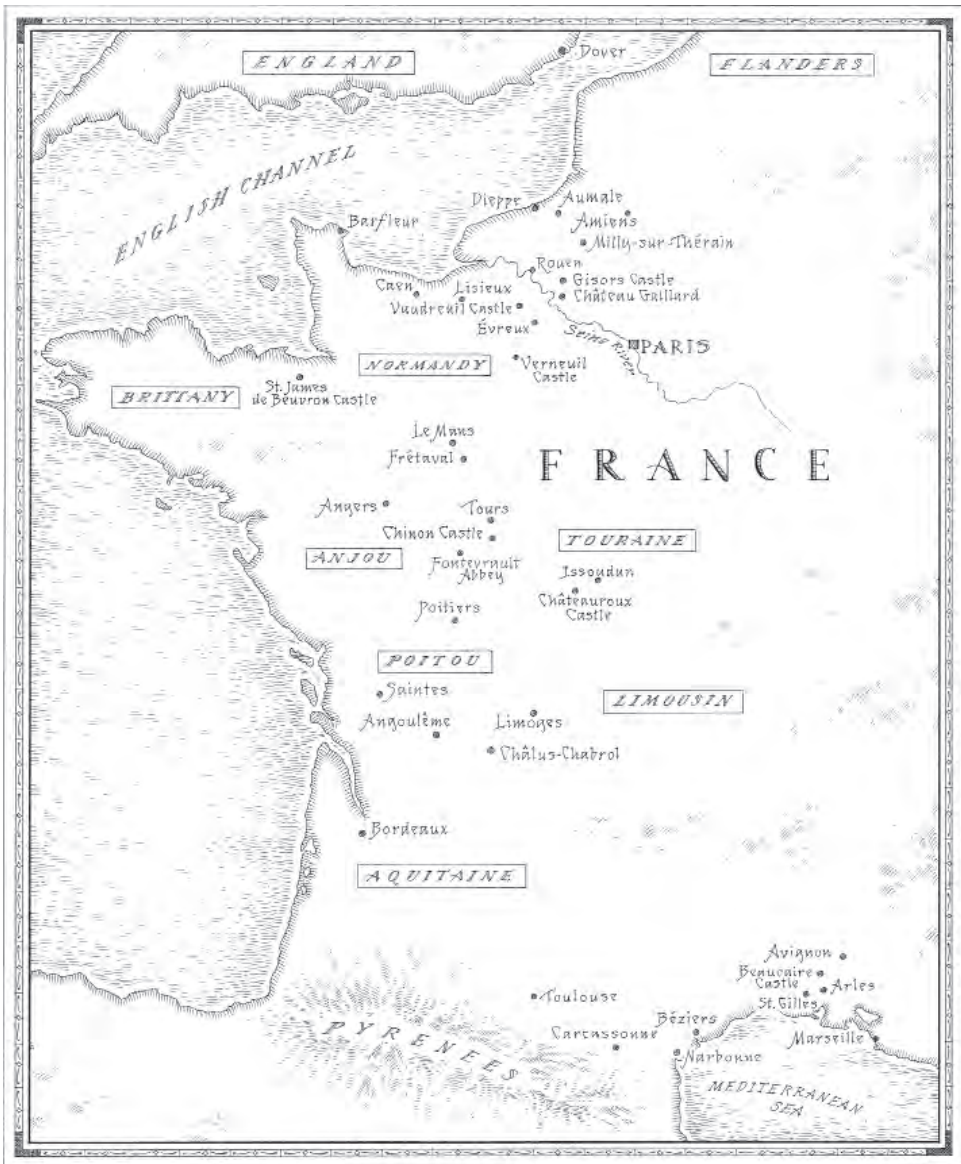 ENGLAND
Dover
FLANDERS
ENGLISH CHANNEL
Dieppe
Aumale
Amiens
Milly-sur-Thérain
Barfleur
Rouen
Gisors Castle
Château Gaillard
Caen
Lisieux
Vaudreuil Castle
Évreux
Seine River
PARIS
NORMANDY
Verneuil
Castle
BRITTANY
St. James
de Beuvron Castle
Le Mans
Frétaval
FRANCE
Angers
Tours
Chinon Castle
TOURAINE
ANJOU
Fontevrault
Abbey
Issoudun
Châteauroux
Castle
Poitiers
POITOU
Saintes
LIMOUSIN
Angoulême
Limoges
Châlus-Chabrol
Bordeaux
AQUITAINE
Avignon
Beaucaire
Castle
Arles
St. Gilles
Toulouse
PYRENEES
Carcassonne
Béziers
Marseille
Narbonne
MEDITERRANEAN
SEA